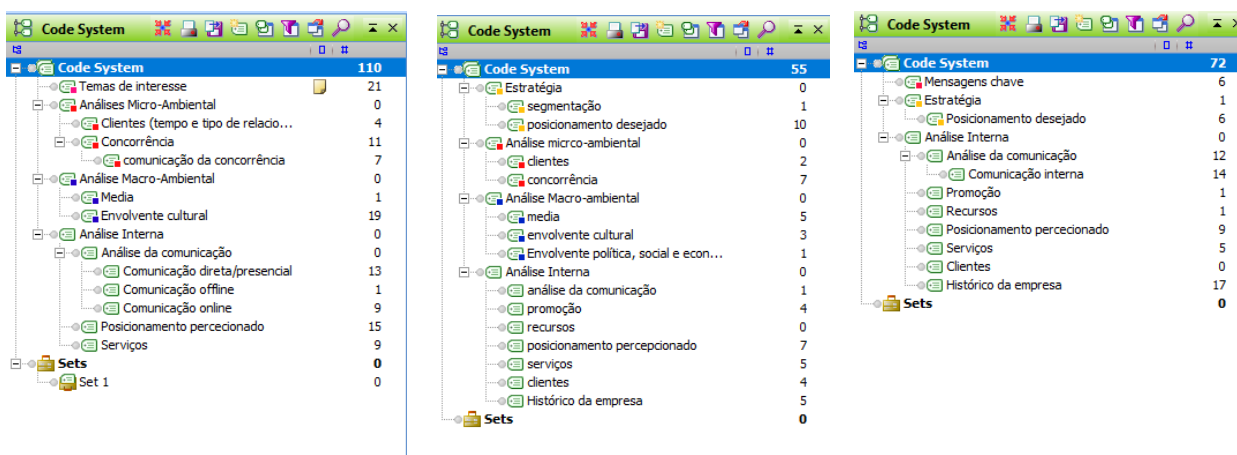 Code System
Code System 110
Temas de interesse 21
Análises Micro-Ambiental 0
Clientes (tempo e tipo de relacio... 4
Concorrência 11
comunicação da concorrência 7
Análise Macro-Ambiental 0
Media 1
Envolvente cultural 19
Análise Interna 0
Análise da comunicação 0
Comunicação direta/presencial 13
Comunicação offline 1
Comunicação online 9
Posicionamento percecionado 15
Serviços 9
Sets 0
Set 1 0
Code System
Code System 55
Estratégia 0
segmentação 1
posicionamento desejado 10
Análise micrco-ambiental 0
clientes 2
concorrência 7
Análise Macro-ambiental 0
media 5
envolvente cultural 3
Envolvente política, social e econ... 1
Análise Interna 0
análise da comunicação 1
promoção 4
recursos 0
posicionamento percepcionado 7
serviços 5
clientes 4
Histórico da empresa 5
Sets 0
Code System
Code System 72
Mensagens chave 6
Estratégia 1
Posicionamento desejado 6
Análise Interna 0
Análise da comunicação 12
Comunicação interna 14
Promoção 1
Recursos 1
Posicionamento percecionado 9
Serviços 5
Clientes 0
Histórico da empresa 17
Sets 0